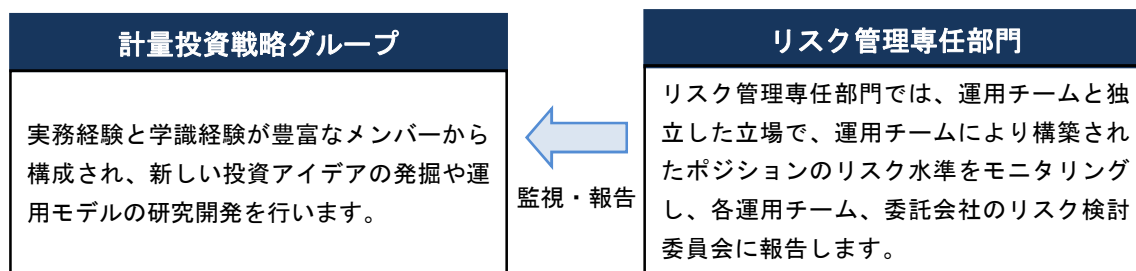 計量投資戦略グループ
実務経験と学識経験が豊富なメンバーから
構成され、新しい投資アイデアの発掘や運
用モデルの研究開発を行います。
監視・報告
リスク管理専任部門
リスク管理専任部門では、運用チームと独
立した立場で、運用チームにより構築され
たポジションのリスク水準をモニタリング
し、各運用チーム、委託会社のリスク検討
委員会に報告します。